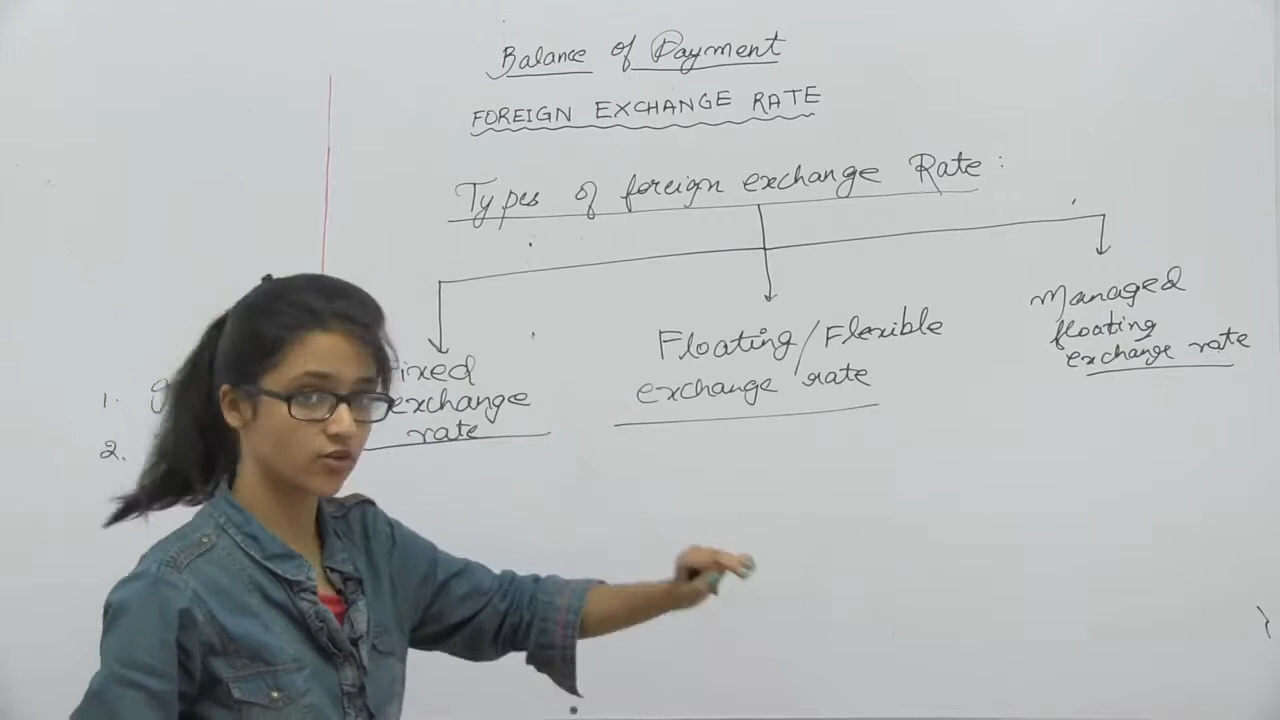 Balance of Payment
FOREIGN EXCHANGE RATE
Types of foreign exchange Rate:
Fixed
exchange
rate
Floating/Flexible
exchange rate
Managed
floating
exchange rate
1.
2.